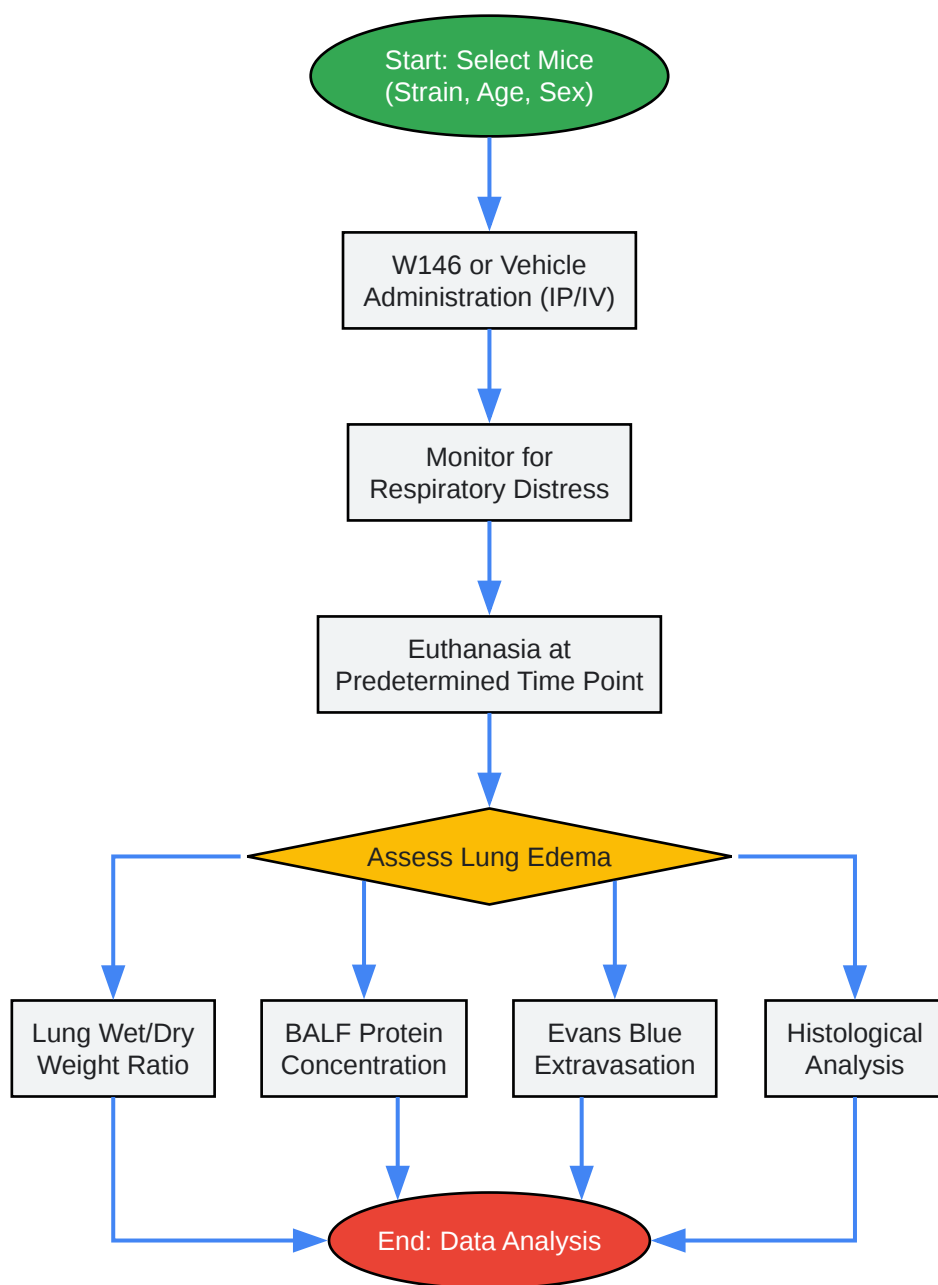 Start: Select Mice
(Strain, Age, Sex)
W146 or Vehicle
Administration (IP/IV)
Monitor for
Respiratory Distress
Euthanasia at
Predetermined Time Point
Assess Lung Edema
Lung Wet/Dry
Weight Ratio
BALF Protein
Concentration
Evans Blue
Extravasation
Histological
Analysis
End: Data Analysis